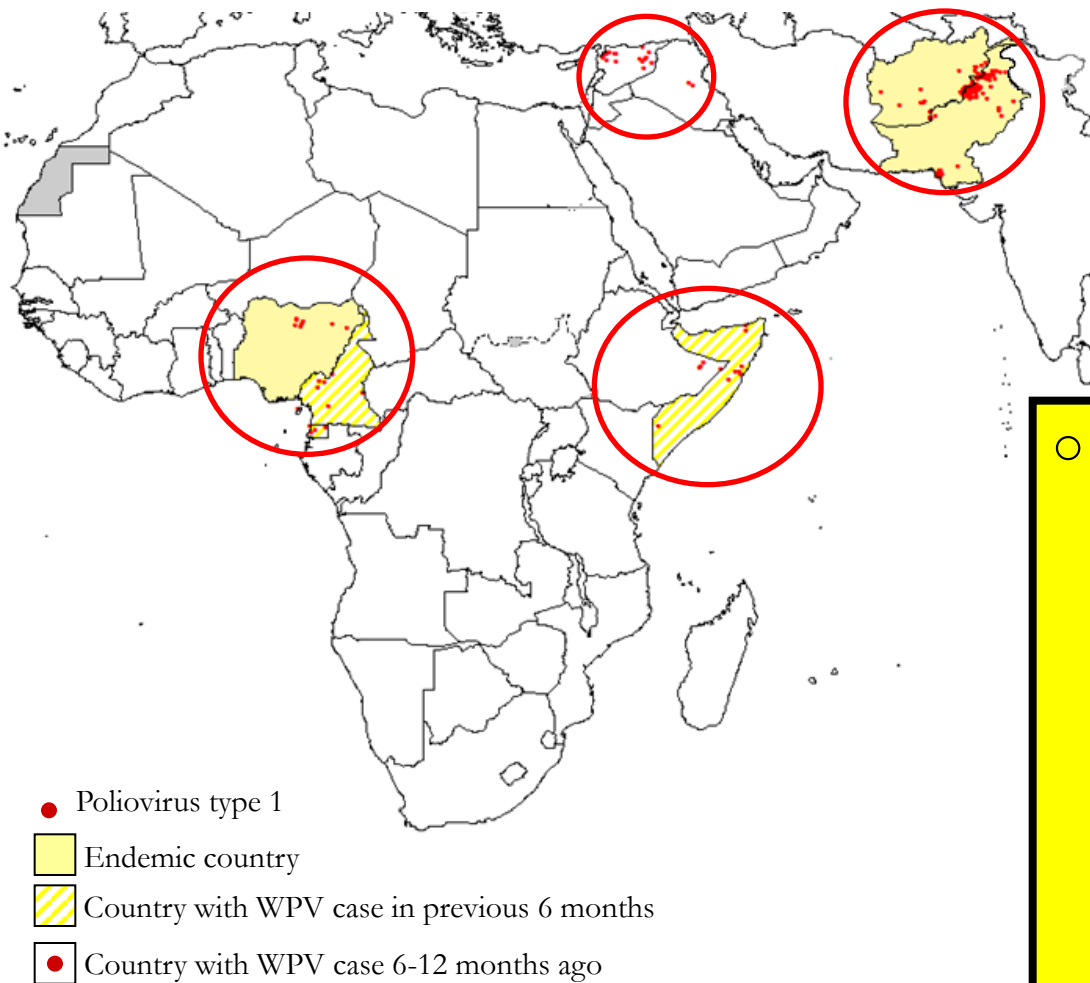 Poliovirus type 1
Endemic country
Country with WPV case in previous 6 months
Country with WPV case 6-12 months ago